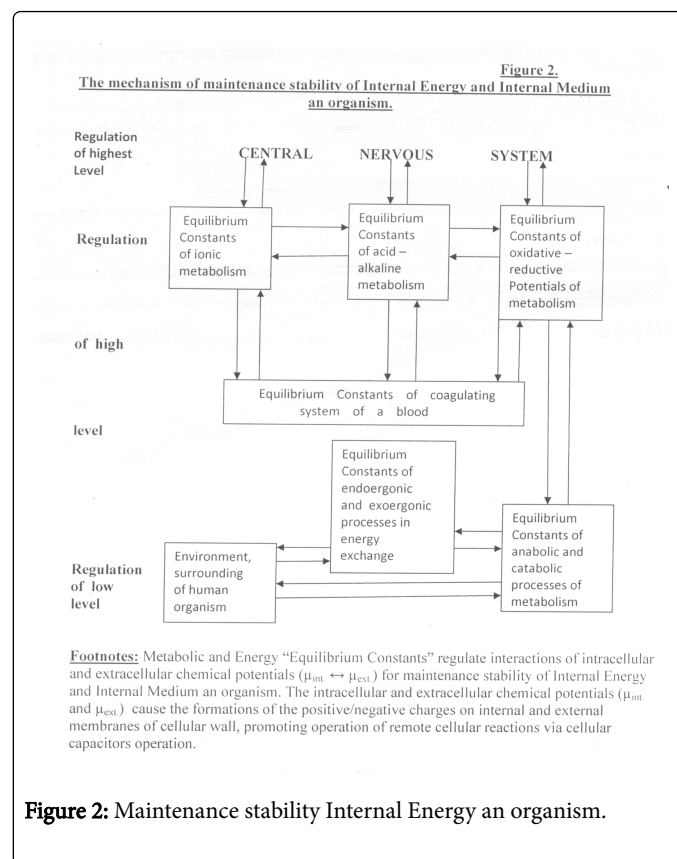 Figure 2.
The mechanism of maintenance stability of Internal Energy and Internal Medium
an organism.
Regulation
of highest
Level
CENTRAL NERVOUS SYSTEM
Regulation
Equilibrium
Constants
of ionic
metabolism
Equilibrium
Constants
of acid –
alkaline
metabolism
Equilibrium
Constants of
oxidative –
reductive
Potentials of
metabolism
of high
Equilibrium Constants of coagulating
system of a blood
level
Equilibrium
Constants of
endoergonic
and exoergonic
processes in
energy
exchange
Equilibrium
Constants of
anabolic and
catabolic
processes of
metabolism
Environment,
surrounding
of human
organism
Regulation
of low
level
Footnotes: Metabolic and Energy “Equilibrium Constants” regulate interactions of intracellular
and extracellular chemical potentials (μint. ↔ μext.) for maintenance stability of Internal Energy
and Internal Medium an organism. The intracellular and extracellular chemical potentials (μint.
and μext.) cause the formations of the positive/negative charges on internal and external
membranes of cellular wall, promoting operation of remote cellular reactions via cellular
capacitors operation.
Figure 2: Maintenance stability Internal Energy an organism.